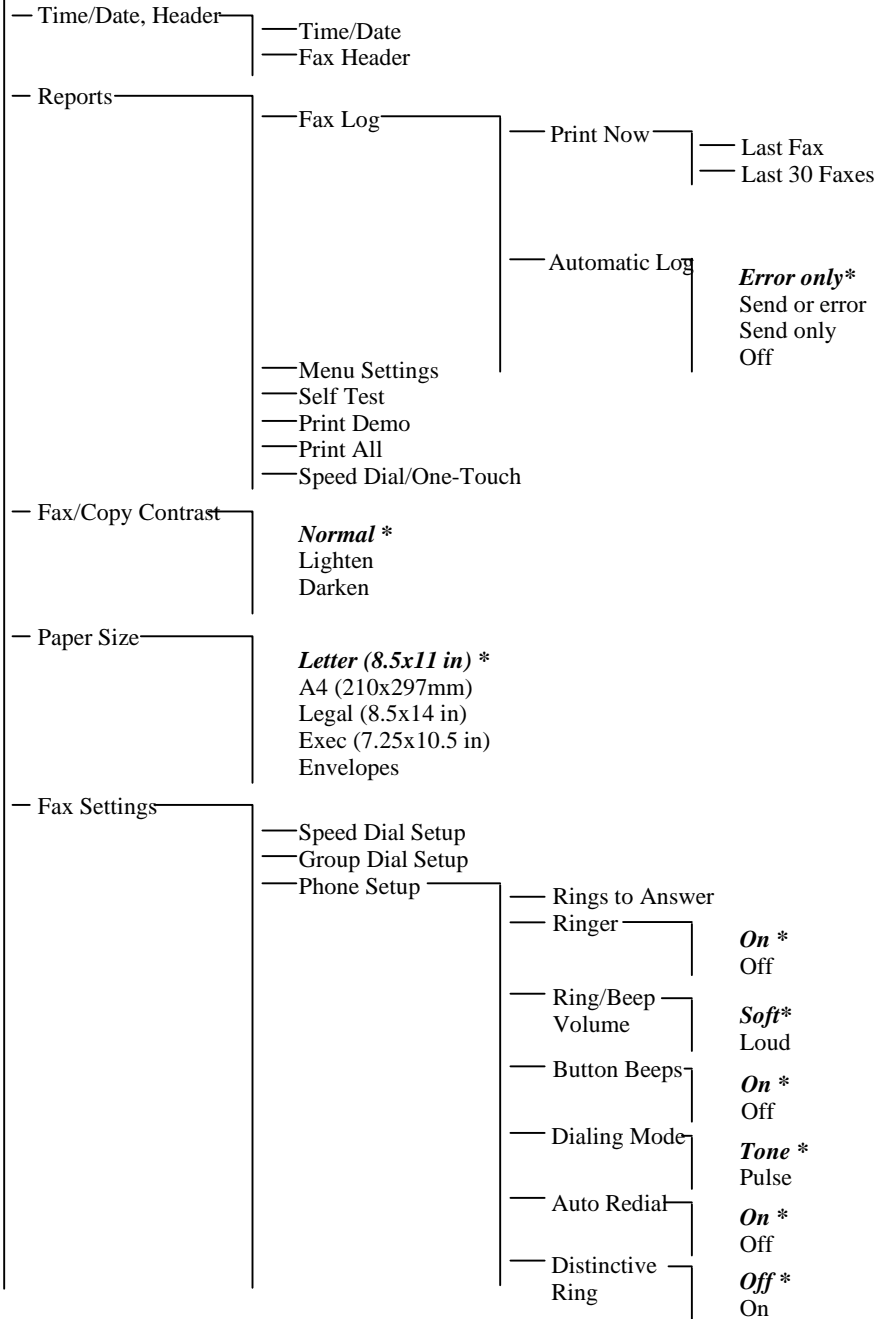 Time/Date, Header
Time/Date
Fax Header
Reports
Fax Log
Print Now
Last Fax
Last 30 Faxes
Automatic Log
Error only*
Send or error
Send only
Off
Menu Settings
Self Test
Print Demo
Print All
Speed Dial/One-Touch
Fax/Copy Contrast
Normal *
Lighten
Darken
Paper Size
Letter (8.5x11 in) *
A4 (210x297mm)
Legal (8.5x14 in)
Exec (7.25x10.5 in)
Envelopes
Fax Settings
Speed Dial Setup
Group Dial Setup
Phone Setup
Rings to Answer
Ringer
On *
Off
Ring/Beep
Volume
Soft*
Loud
Button Beeps
On *
Off
Dialing Mode
Tone *
Pulse
Auto Redial
On *
Off
Distinctive
Ring
Off *
On